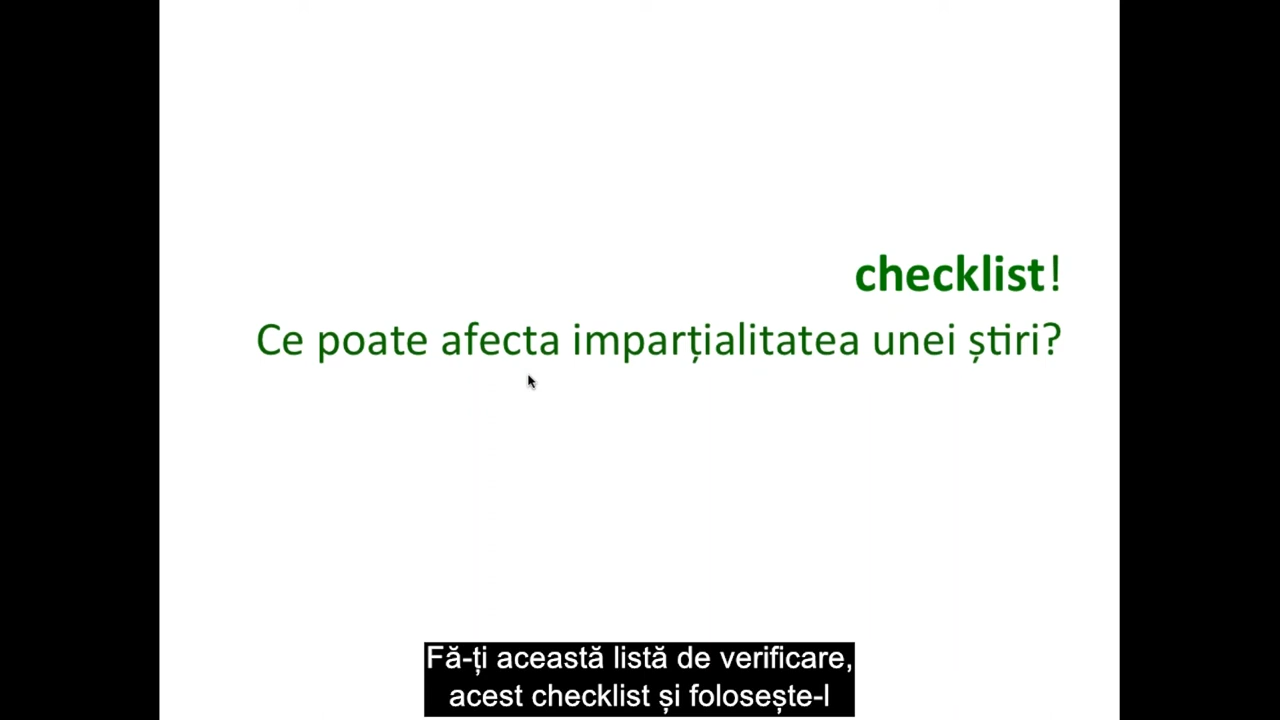 checklist!
Ce poate afecta imparțialitatea unei știri?
Fă-ți această listă de verificare,
acest checklist și folosește-l